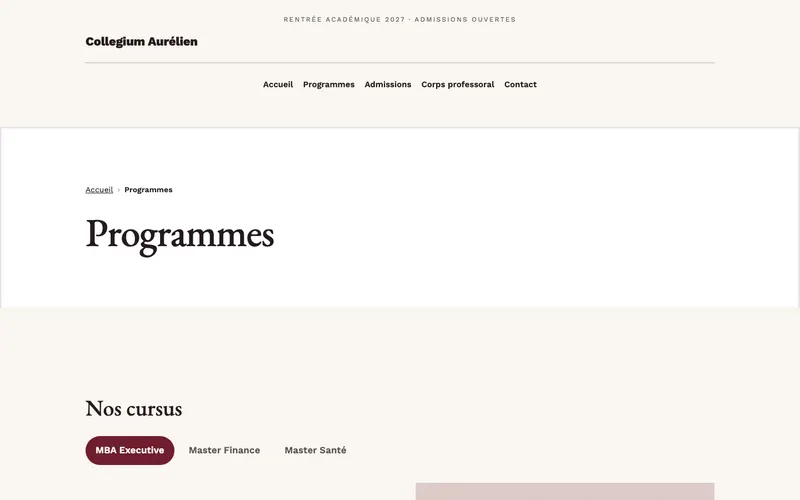 RENTRÉE ACADÉMIQUE 2027 · ADMISSIONS OUVERTES
Collegium Aurélien
Accueil Programmes Admissions Corps professoral Contact
Accueil › Programmes
Programmes
Nos cursus
MBA Executive Master Finance Master Santé